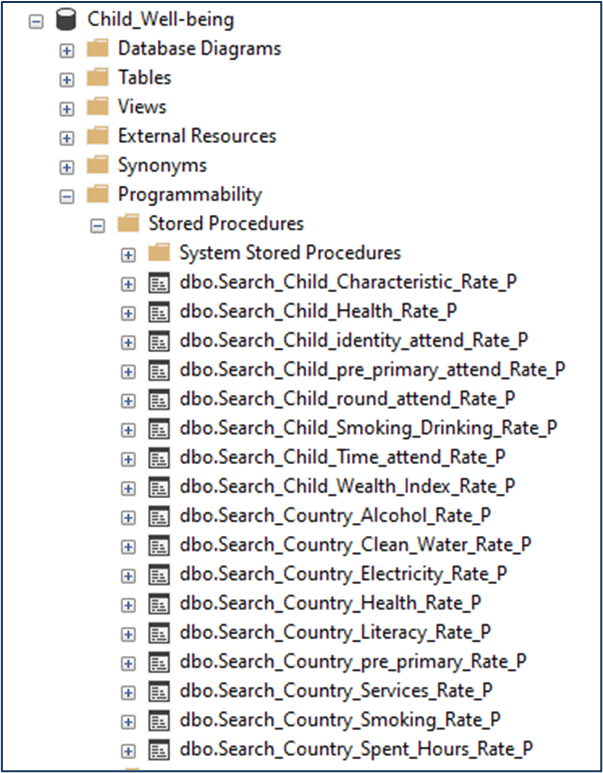 Child_Well-being
Database Diagrams
Tables
Views
External Resources
Synonyms
Programmability
Stored Procedures
System Stored Procedures
dbo.Search_Child_Characteristic_Rate_P
dbo.Search_Child_Health_Rate_P
dbo.Search_Child_identity_attend_Rate_P
dbo.Search_Child_pre_primary_attend_Rate_P
dbo.Search_Child_round_attend_Rate_P
dbo.Search_Child_Smoking_Drinking_Rate_P
dbo.Search_Child_Time_attend_Rate_P
dbo.Search_Child_Wealth_Index_Rate_P
dbo.Search_Country_Alcohol_Rate_P
dbo.Search_Country_Clean_Water_Rate_P
dbo.Search_Country_Electricity_Rate_P
dbo.Search_Country_Health_Rate_P
dbo.Search_Country_Literacy_Rate_P
dbo.Search_Country_pre_primary_Rate_P
dbo.Search_Country_Services_Rate_P
dbo.Search_Country_Smoking_Rate_P
dbo.Search_Country_Spent_Hours_Rate_P